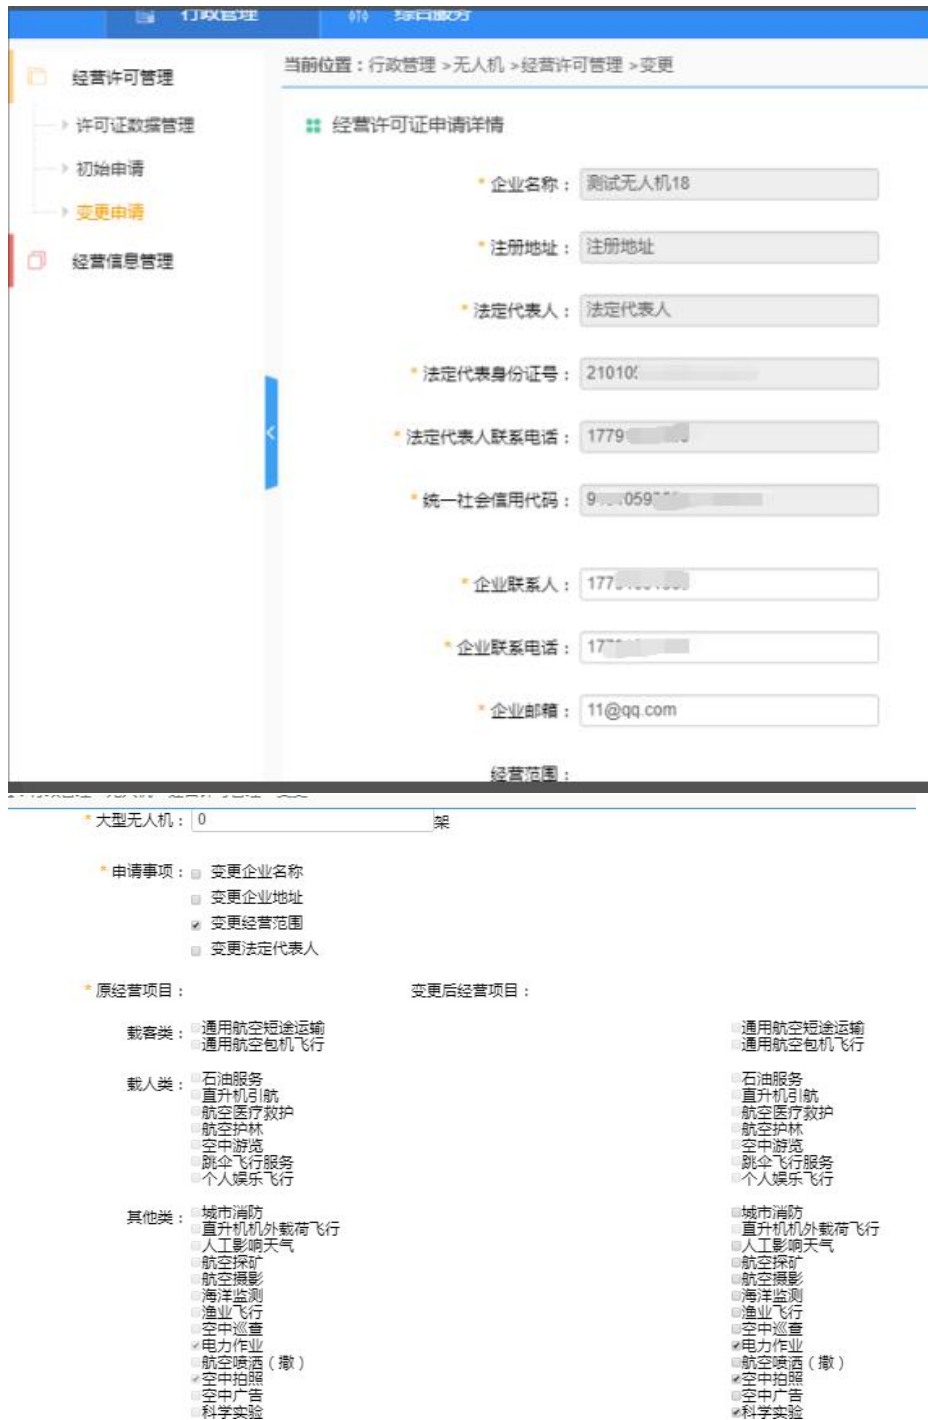 行政管理 综合服务
当前位置：行政管理 >无人机 >经营许可管理 >变更
经营许可管理
许可证数据管理
初始申请
变更申请
经营信息管理
经营许可证申请详情
* 企业名称： 测试无人机18
* 注册地址： 注册地址
* 法定代表人： 法定代表人
* 法定代表身份证号： 21010
* 法定代表人联系电话： 1779
* 统一社会信用代码： 9 059
* 企业联系人： 177
* 企业联系电话： 17
* 企业邮箱： 11@qq.com
经营范围：
* 大型无人机： 0 架
* 申请事项： 变更企业名称
变更企业地址
变更经营范围
变更法定代表人
* 原经营项目： 变更后经营项目：
载客类： 通用航空短途运输 通用航空短途运输
通用航空包机飞行 通用航空包机飞行
载人类： 石油服务 石油服务
直升机引航 直升机引航
航空医疗救护 航空医疗救护
航空护林 航空护林
空中游览 空中游览
跳伞飞行服务 跳伞飞行服务
个人娱乐飞行 个人娱乐飞行
其他类： 城市消防 城市消防
直升机机外载荷飞行 直升机机外载荷飞行
人工影响天气 人工影响天气
航空探矿 航空探矿
航空摄影 航空摄影
海洋监测 海洋监测
渔业飞行 渔业飞行
空中巡查 空中巡查
电力作业 电力作业
航空喷洒（撒） 航空喷洒（撒）
空中拍照 空中拍照
空中广告 空中广告
科学实验 科学实验